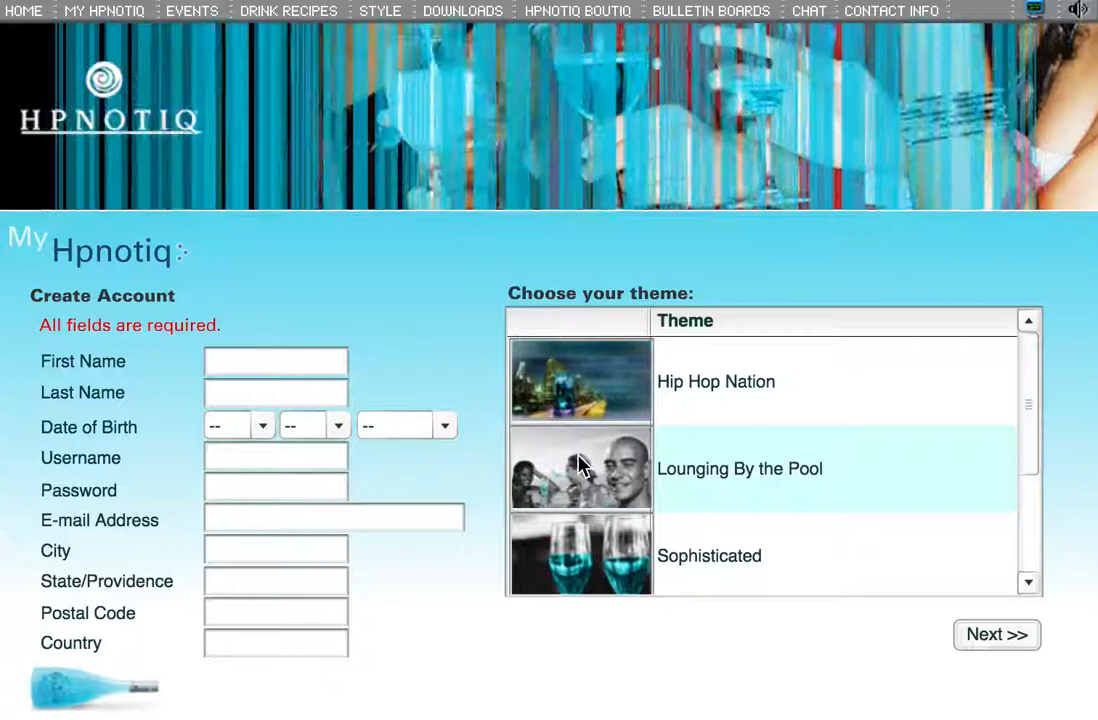 HOME MY HPNOTIQ EVENTS DRINK RECIPES STYLE DOWNLOADS HPNOTIQ BOUTIQ BULLETIN BOARDS CHAT CONTACT INFO
HPNOTIQ
My Hpnotiq
Create Account
All fields are required.
First Name
Last Name
Date of Birth -- -- --
Username
Password
E-mail Address
City
State/Providence
Postal Code
Country
Choose your theme:
Theme
Hip Hop Nation
Lounging By the Pool
Sophisticated
Next >>